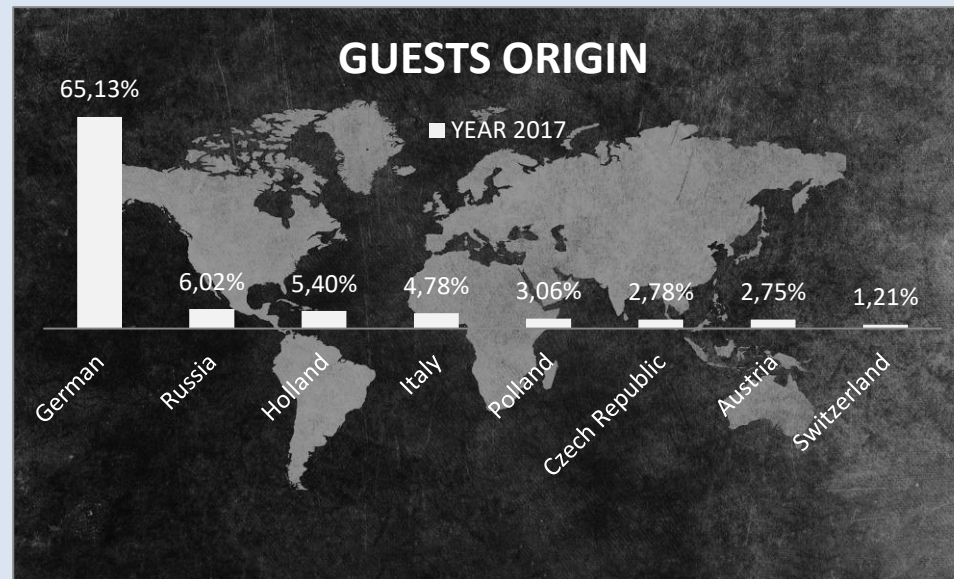 GUESTS ORIGIN
YEAR 2017
65,13%
6,02%
5,40%
4,78%
3,06%
2,78%
2,75%
1,21%
German
Russia
Holland
Italy
Polland
Czech Republic
Austria
Switzerland